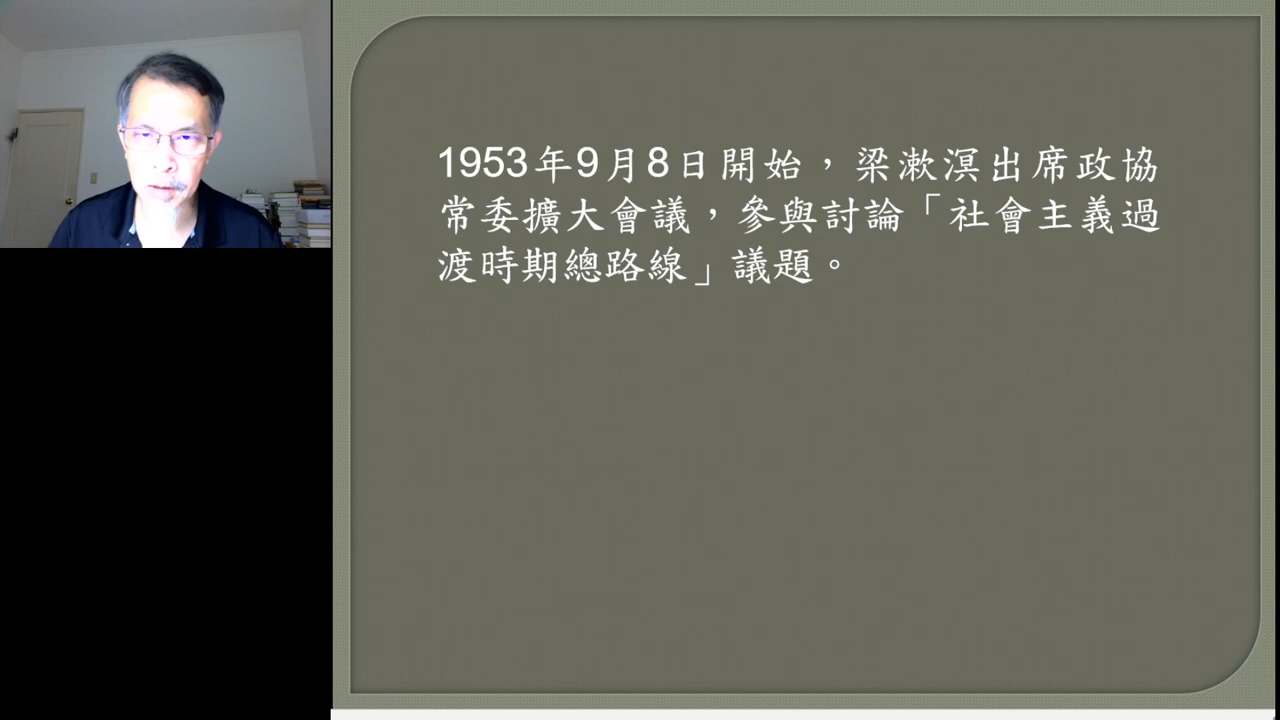 1953年9月8日開始，梁漱溟出席政協
常委擴大會議，參與討論「社會主義過
渡時期總路線」議題。